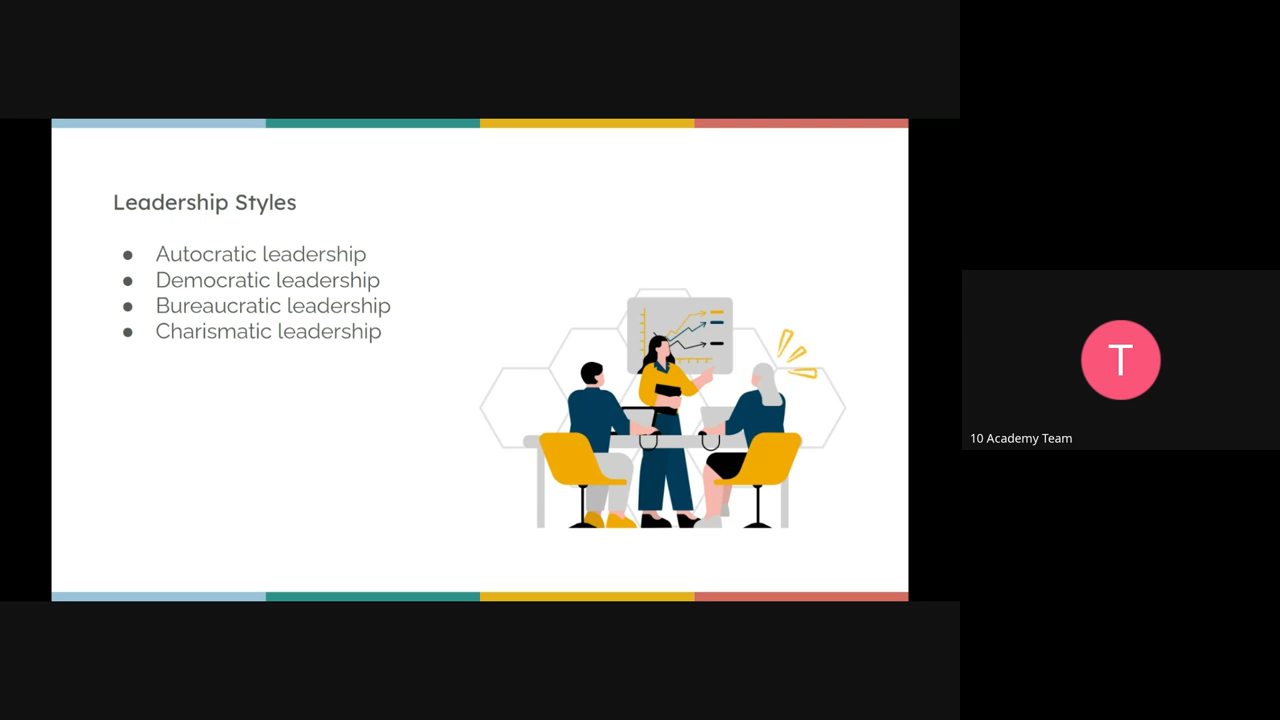 Leadership Styles
● Autocratic leadership
● Democratic leadership
● Bureaucratic leadership
● Charismatic leadership
T
10 Academy Team